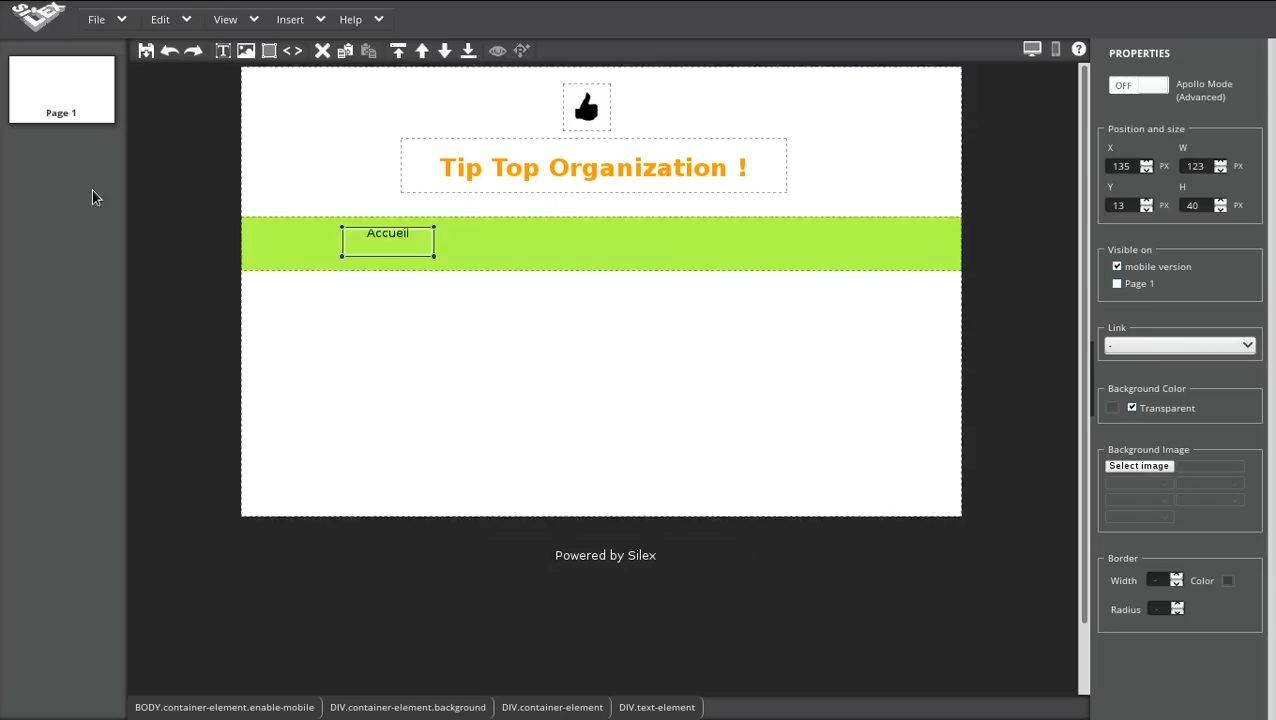 SILEX
File Edit View Insert Help
T < > ?
Page 1
Tip Top Organization !
Accueil
Powered by Silex
BODY.container-element.enable-mobile DIV.container-element.background DIV.container-element DIV.text-element
PROPERTIES
OFF Apollo Mode
(Advanced)
Position and size
X W
135 PX 123 PX
Y H
13 PX 40 PX
Visible on
mobile version
Page 1
Link
-
Background Color
Transparent
Background Image
Select image
Border
Width - Color
Radius -